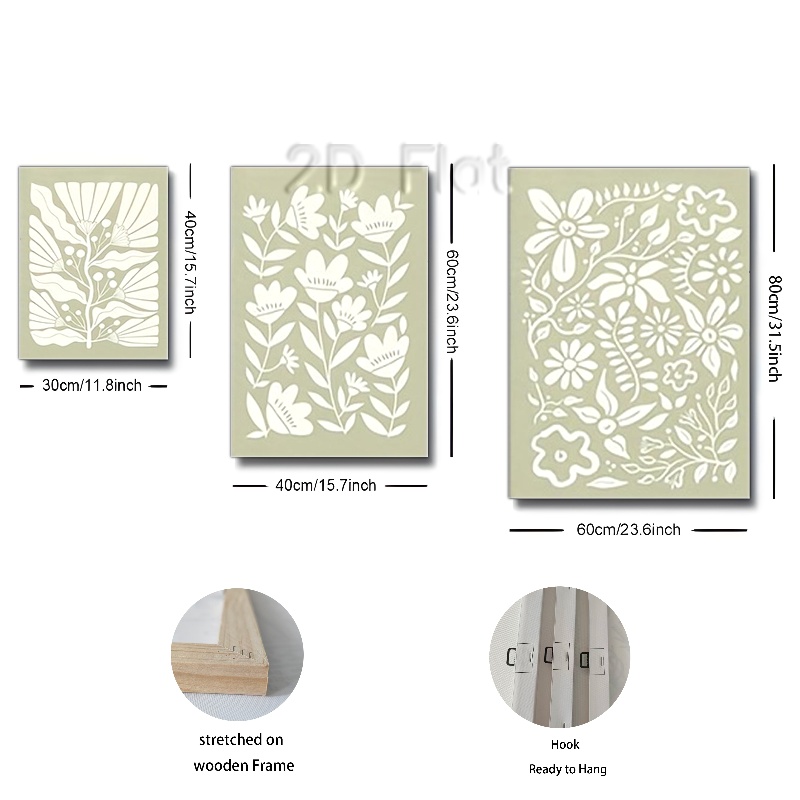 2D Flat
40cm/15.7inch
30cm/11.8inch
60cm/23.6inch
40cm/15.7inch
80cm/31.5inch
60cm/23.6inch
stretched on
wooden Frame
Hook
Ready to Hang